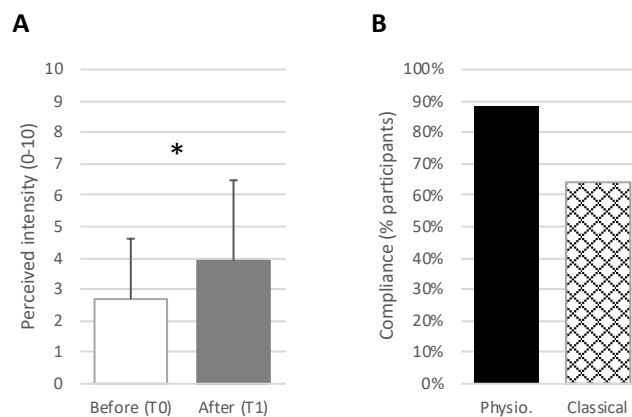 A
Perceived intensity (0-10)
10
9
8
7
6
5
4
3
2
1
0
*
Before (T0)
After (T1)
B
Compliance (% participants)
100%
90%
80%
70%
60%
50%
40%
30%
20%
10%
0%
Physio.
Classical